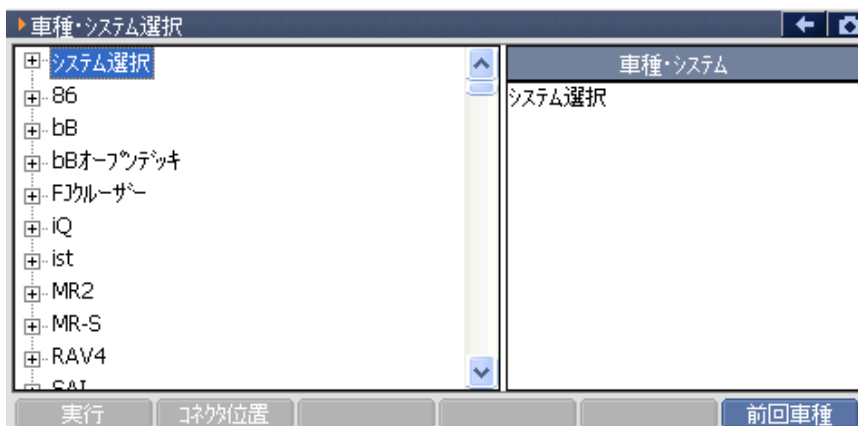 車種・システム選択
システム選択
86
bB
bBオープンデッキ
FJクルーザー
iQ
ist
MR2
MR-S
RAV4
SAI
車種・システム
システム選択
実行
コネクタ位置
前回車種